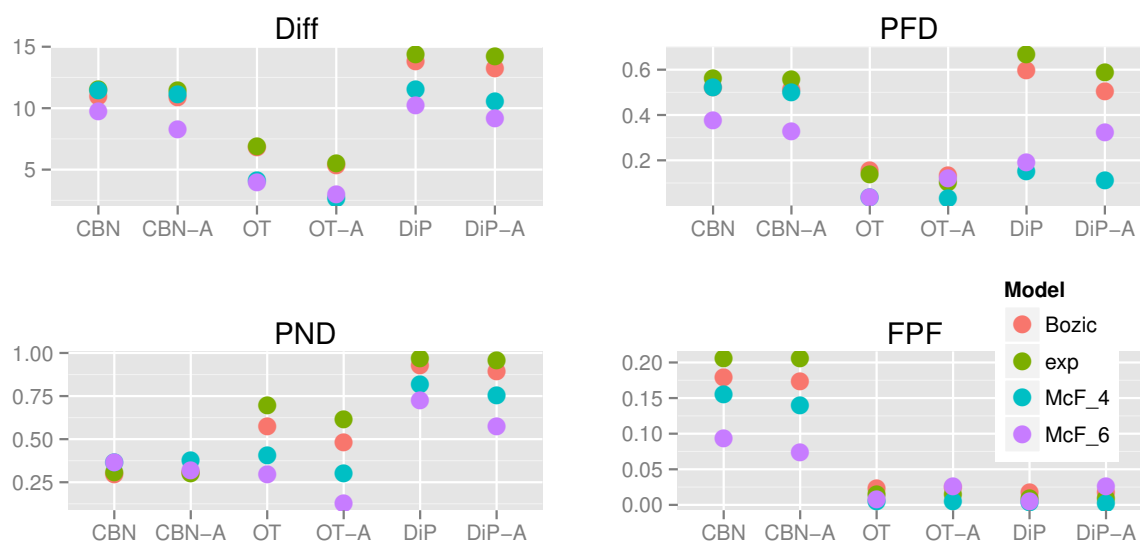 Diff
15
10
5
CBN CBN−A OT OT−A DiP DiP−A
PFD
0.6
0.4
0.2
CBN CBN−A OT OT−A DiP DiP−A
PND
1.00
0.75
0.50
0.25
CBN CBN−A OT OT−A DiP DiP−A
FPF
0.20
0.15
0.10
0.05
0.00
CBN CBN−A OT OT−A DiP DiP−A
Model
Bozic
exp
McF_4
McF_6